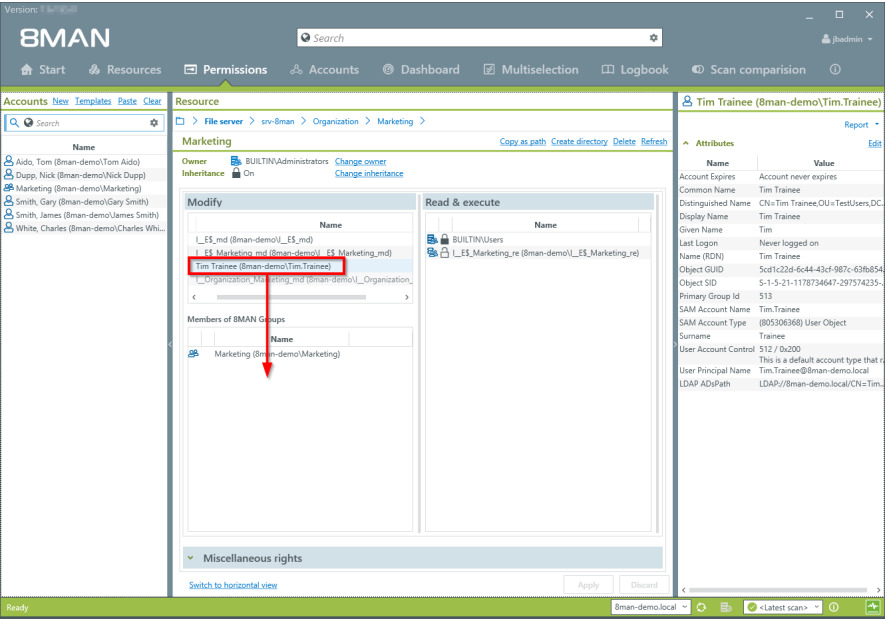 Version:
8MAN
Search
jbadmin
Start Resources Permissions Accounts Dashboard Multiselection Logbook Scan comparision
Accounts New Templates Paste Clear
Search
Name
Aido, Tom (8man-demo\Tom Aido)
Dupp, Nick (8man-demo\Nick Dupp)
Marketing (8man-demo\Marketing)
Smith, Gary (8man-demo\Gary Smith)
Smith, James (8man-demo\James Smith)
White, Charles (8man-demo\Charles Whi...
Resource
> File server > srv-8man > Organization > Marketing >
Marketing Copy as path Create directory Delete Refresh
Owner BUILTIN\Administrators Change owner
Inheritance On Change inheritance
Modify
Name
l__E$_md (8man-demo\l__E$_md)
l__E$_Marketing_md (8man-demo\l__E$_Marketing_md)
Tim Trainee (8man-demo\Tim.Trainee)
l__Organization_Marketing_md (8man-demo\l__Organization_
Members of 8MAN Groups
Name
Marketing (8man-demo\Marketing)
Read & execute
Name
BUILTIN\Users
l__E$_Marketing_re (8man-demo\l__E$_Marketing_re)
Miscellaneous rights
Switch to horizontal view Apply Discard
Tim Trainee (8man-demo\Tim.Trainee)
Report
Attributes Edit
Name Value
Account Expires Account never expires
Common Name Tim Trainee
Distinguished Name CN=Tim Trainee,OU=TestUsers,DC...
Display Name Tim Trainee
Given Name Tim
Last Logon Never logged on
Name (RDN) Tim Trainee
Object GUID 5cd1c22d-6c44-43cf-987c-63fb854
Object SID S-1-5-21-1178734647-297574235-..
Primary Group Id 513
SAM Account Name Tim.Trainee
SAM Account Type (805306368) User Object
Surname Trainee
User Account Control 512 / 0x200
This is a default account type that r.
User Principal Name Tim.Trainee@8man-demo.local
LDAP ADsPath LDAP://8man-demo.local/CN=Tim..
Ready 8man-demo.local <Latest scan>